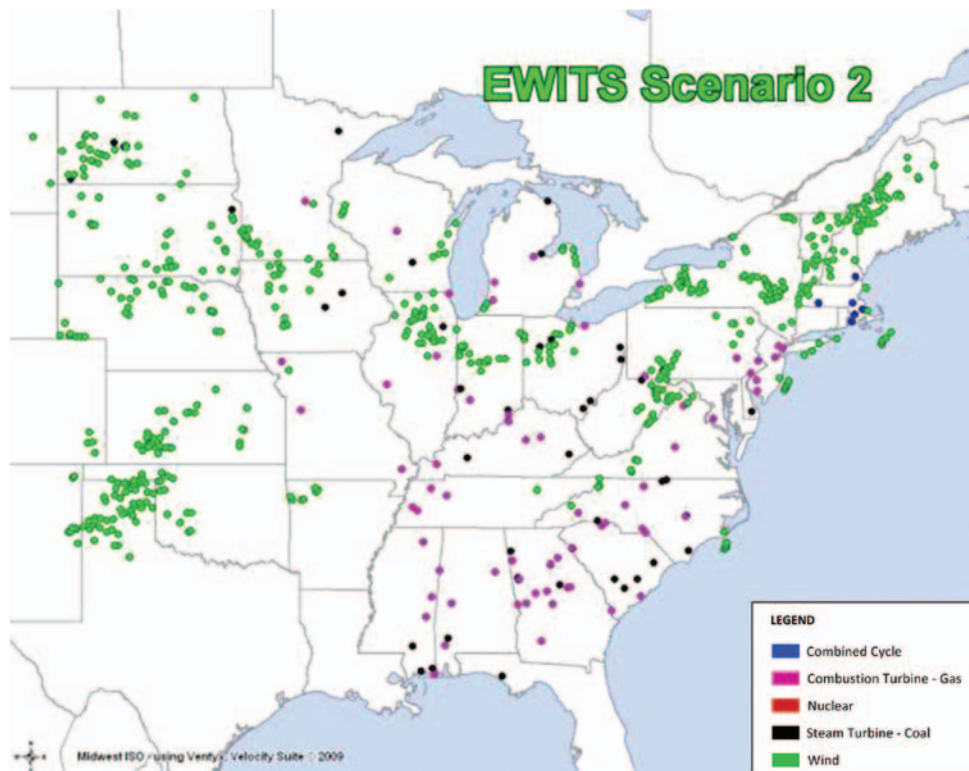 EWITS Scenario 2
LEGEND
Combined Cycle
Combustion Turbine - Gas
Nuclear
Steam Turbine - Coal
Wind
Midwest ISO using Ventyx Velocity Suite © 2009